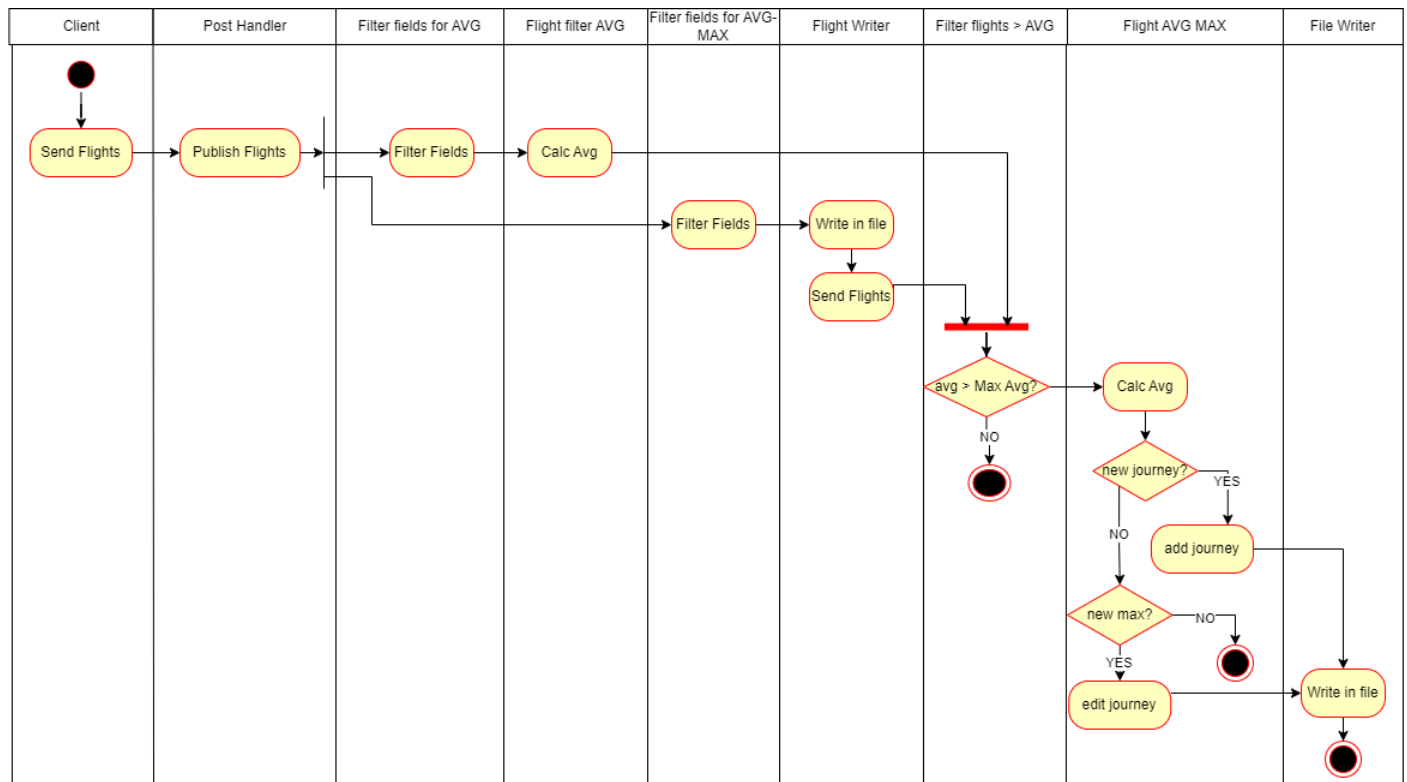 Client
Post Handler
Filter fields for AVG
Flight filter AVG
Filter fields for AVG-
MAX
Flight Writer
Filter flights > AVG
Flight AVG MAX
File Writer
Send Flights
Publish Flights
Filter Fields
Calc Avg
Filter Fields
Write in file
Send Flights
avg > Max Avg?
Calc Avg
NO
new journey?
YES
NO
add journey
new max?
NO
YES
edit journey
Write in file